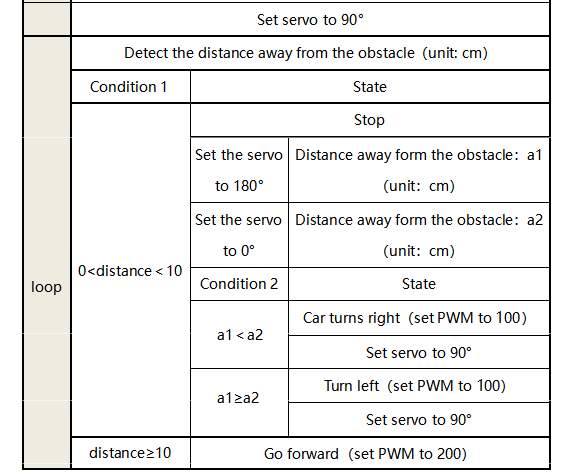 Set servo to 90°
Detect the distance away from the obstacle (unit: cm)
Condition 1 State
Stop
Set the servo
to 180°
Distance away form the obstacle: a1
(unit: cm)
Set the servo
to 0°
Distance away form the obstacle: a2
(unit: cm)
loop
0<distance<10
Condition 2 State
a1<a2
Car turns right (set PWM to 100)
Set servo to 90°
a1≥a2
Turn left (set PWM to 100)
Set servo to 90°
distance≥10 Go forward (set PWM to 200)